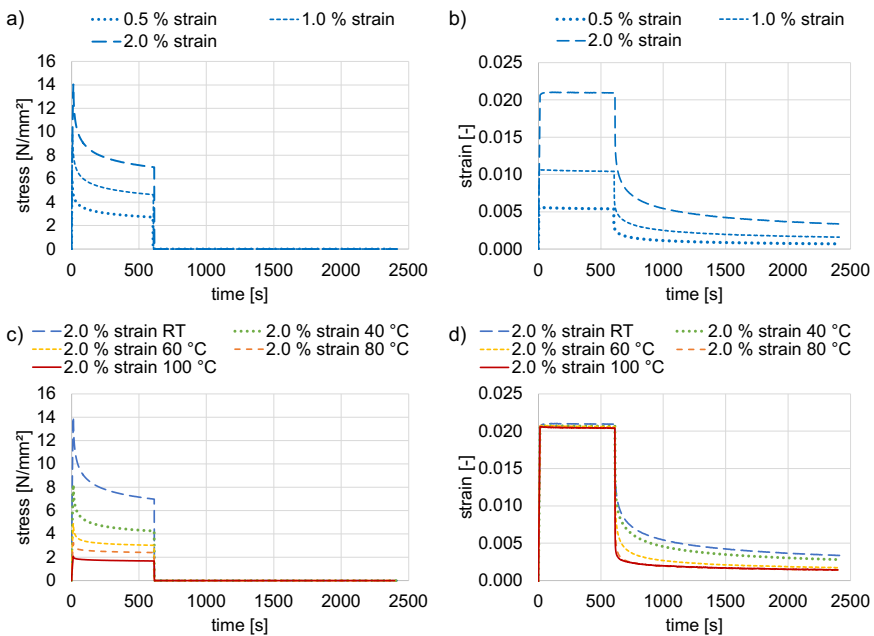 a)
0.5 % strain
1.0 % strain
2.0 % strain
stress [N/mm²]
16
14
12
10
8
6
4
2
0
0
500
1000
1500
2000
2500
time [s]
b)
0.5 % strain
1.0 % strain
2.0 % strain
strain [-]
0.025
0.020
0.015
0.010
0.005
0.000
0
500
1000
1500
2000
2500
time [s]
c)
2.0 % strain RT
2.0 % strain 40 °C
2.0 % strain 60 °C
2.0 % strain 80 °C
2.0 % strain 100 °C
stress [N/mm²]
16
14
12
10
8
6
4
2
0
0
500
1000
1500
2000
2500
time [s]
d)
2.0 % strain RT
2.0 % strain 40 °C
2.0 % strain 60 °C
2.0 % strain 80 °C
2.0 % strain 100 °C
strain [-]
0.025
0.020
0.015
0.010
0.005
0.000
0
500
1000
1500
2000
2500
time [s]